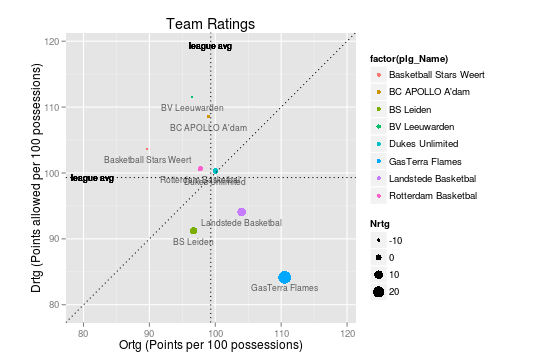 Team Ratings
league avg
120
110
100
90
80
Drtg (Points allowed per 100 possessions)
BV Leeuwarden
BC APOLLO A'dam
Basketball Stars Weert
Rotterdam Basketbal
Dukes Unlimited
league avg
Landstede Basketbal
BS Leiden
GasTerra Flames
80
90
100
110
120
Ortg (Points per 100 possessions)
factor(plg_Name)
Basketball Stars Weert
BC APOLLO A'dam
BS Leiden
BV Leeuwarden
Dukes Unlimited
GasTerra Flames
Landstede Basketbal
Rotterdam Basketbal
Nrtg
-10
0
10
20